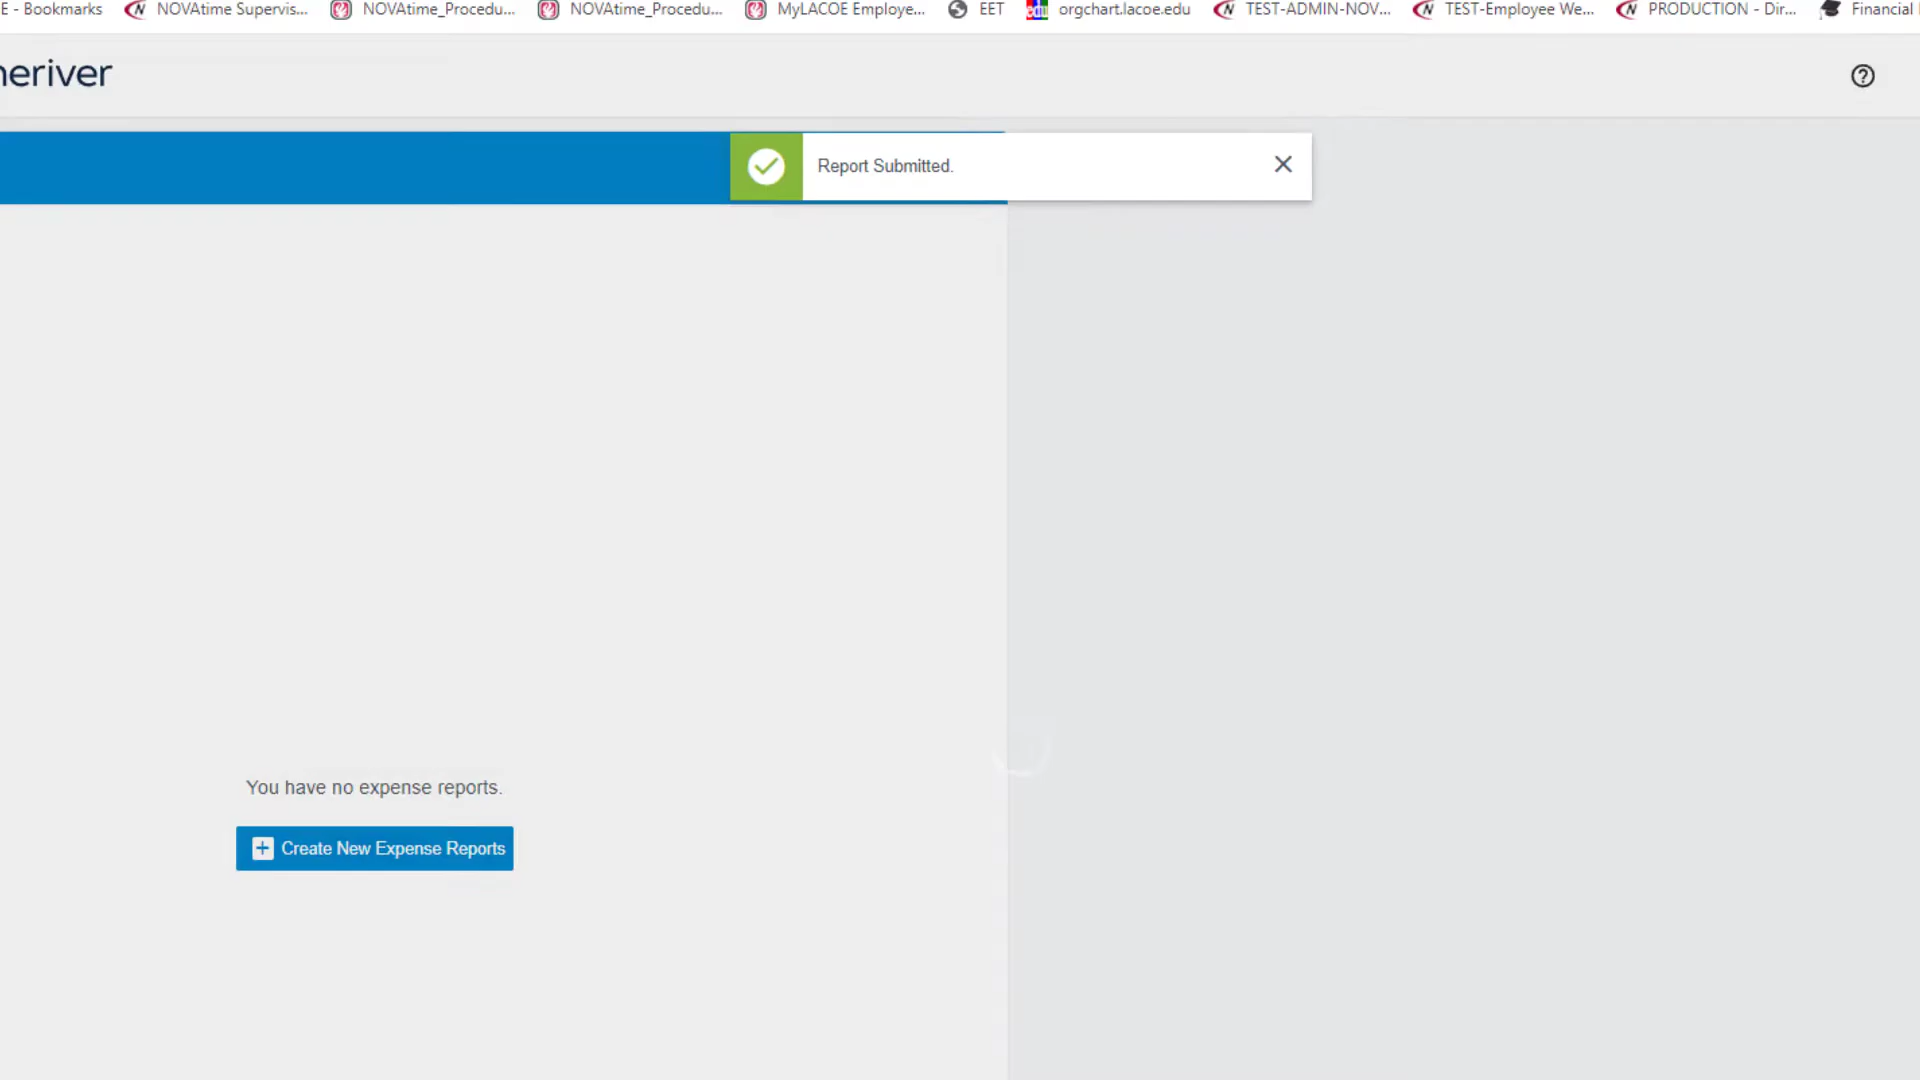 E - Bookmarks NOVAtime Supervis... NOVAtime_Procedu... NOVAtime_Procedu... MyLACOE Employe... EET orgchart.lacoe.edu TEST-ADMIN-NOV... TEST-Employee We... PRODUCTION - Dir... Financial
neriver
Report Submitted.
You have no expense reports.
Create New Expense Reports